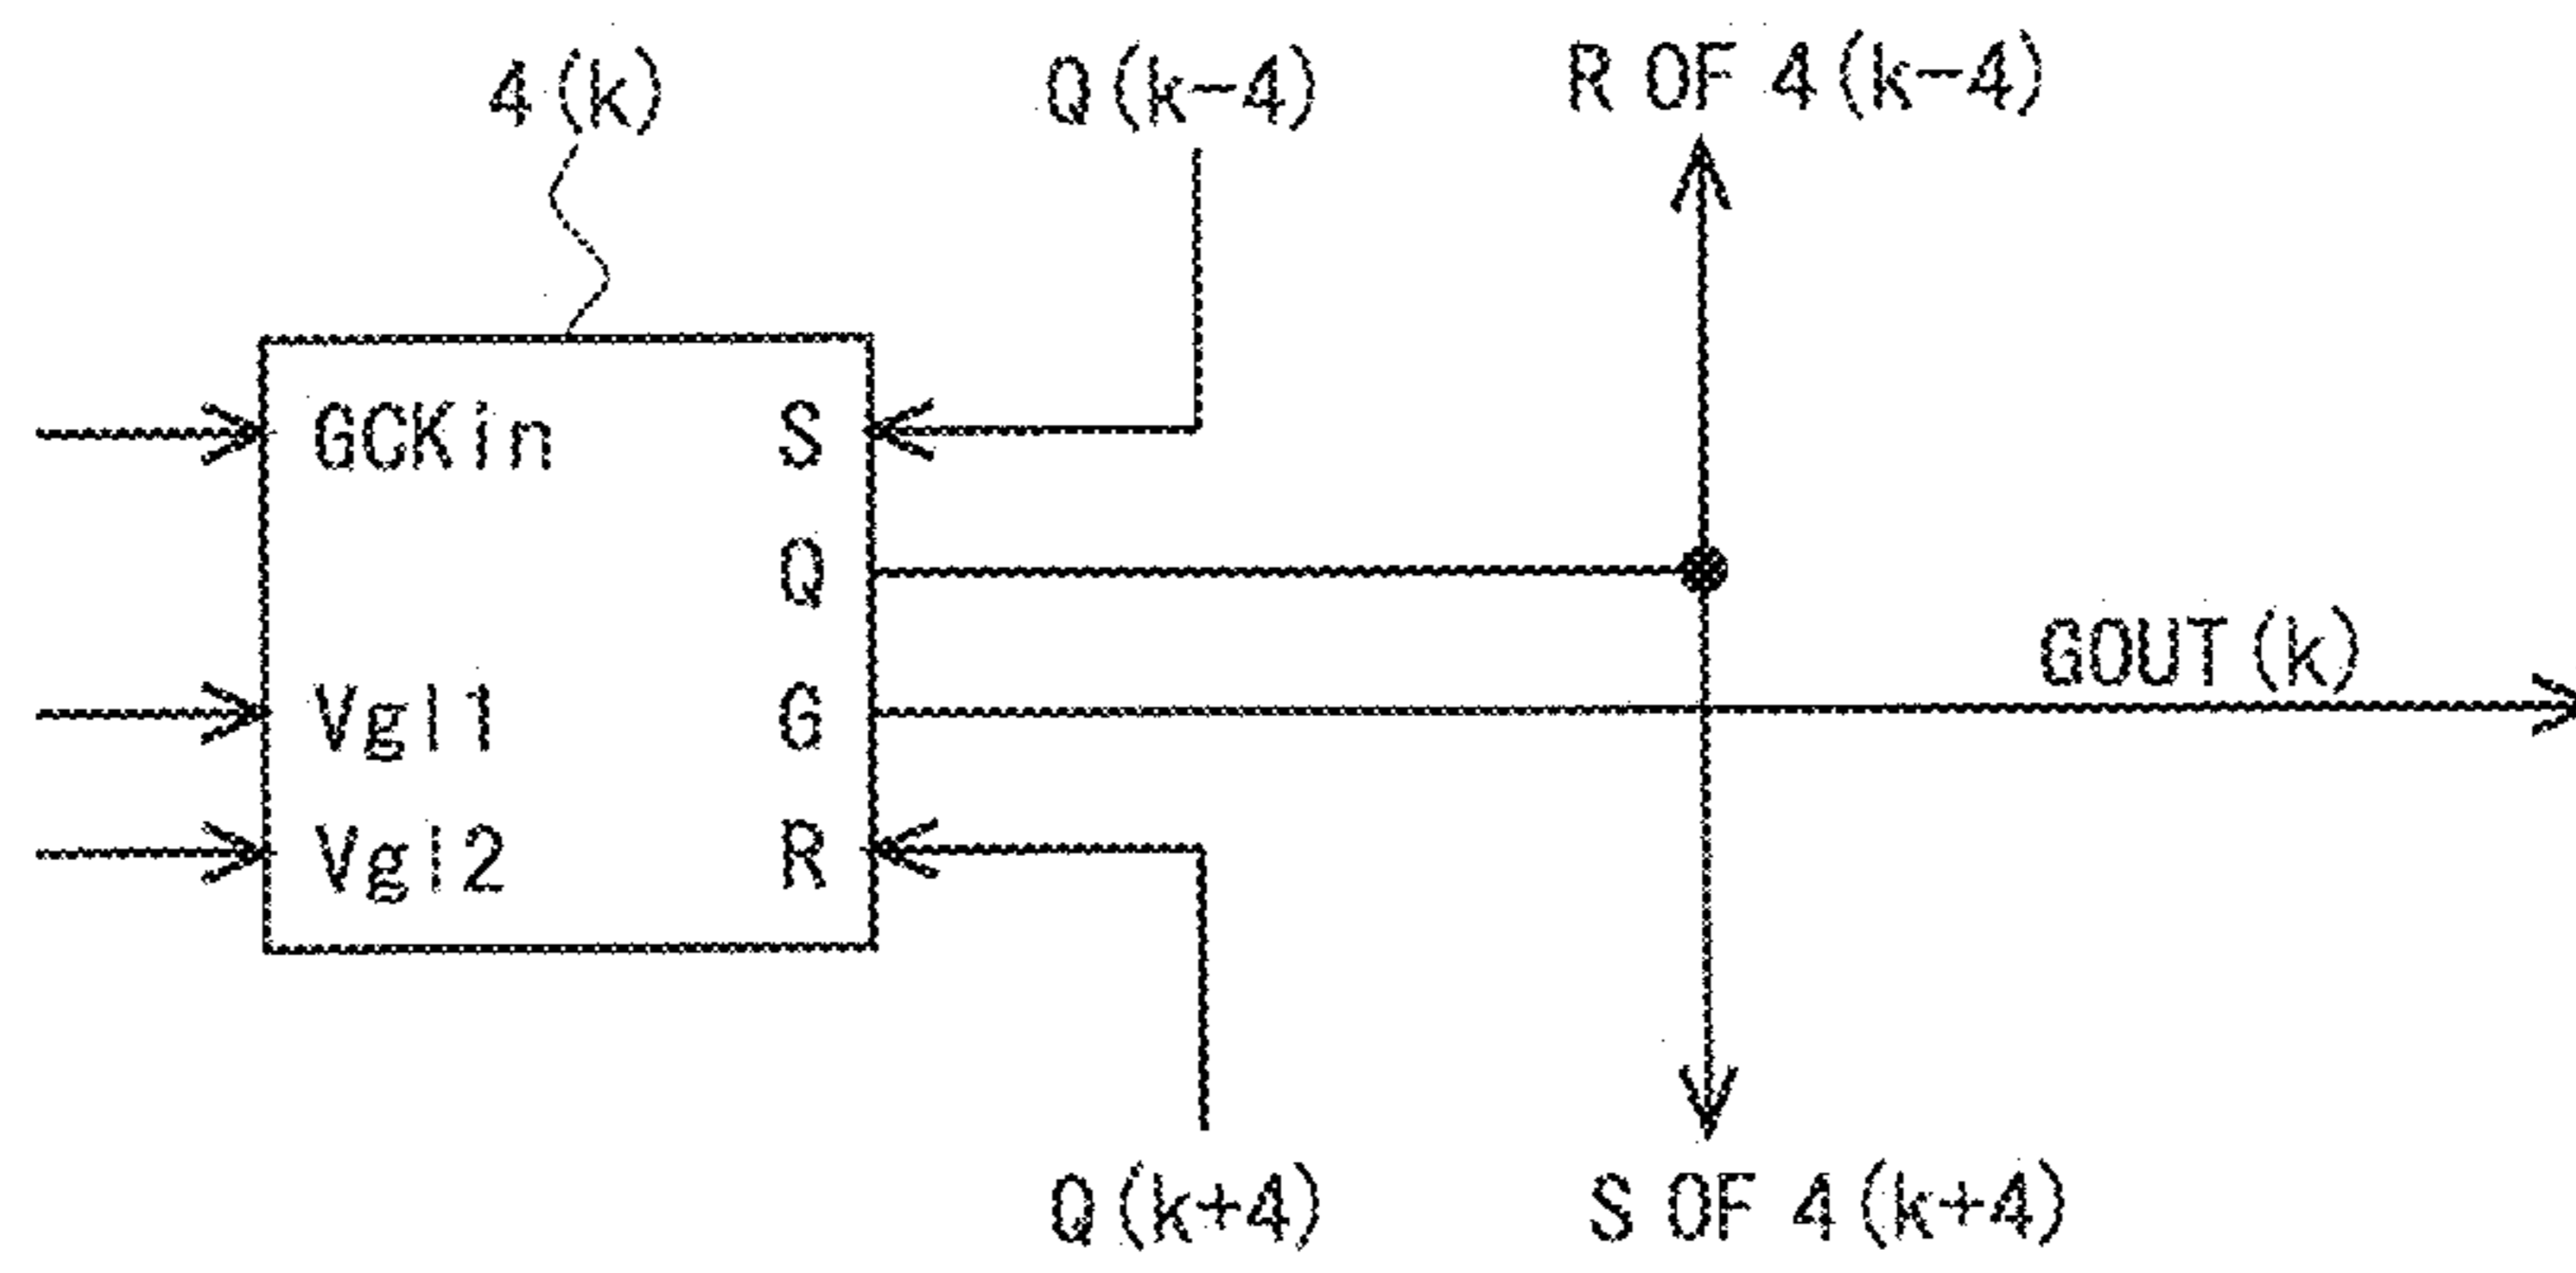 4(k)
Q(k-4)
R OF 4(k-4)
GCKin
S
Q
GOUT(k)
Vgl1
G
Vgl2
R
Q(k+4)
S OF 4(k+4)